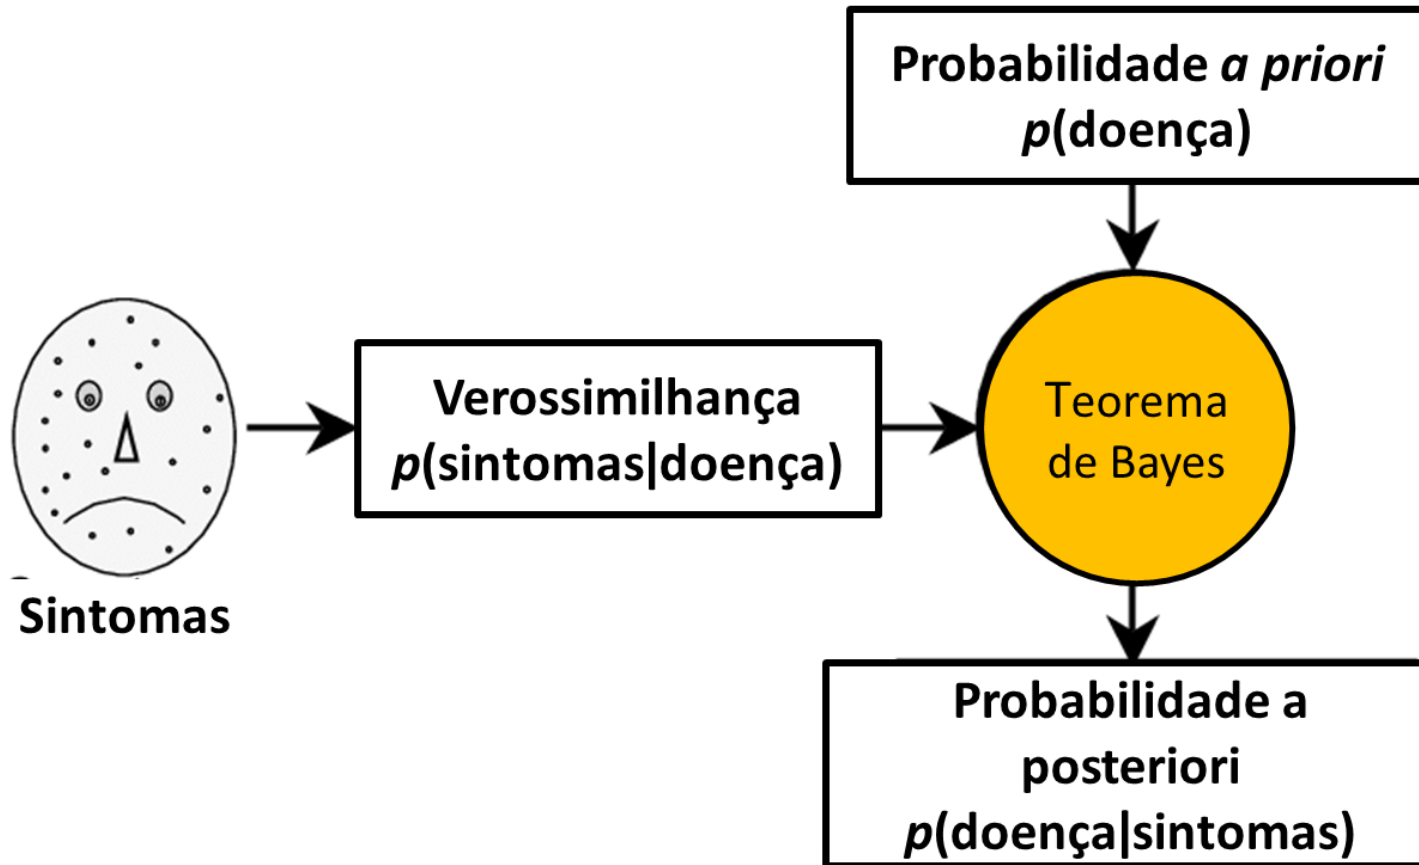 Probabilidade a priori
p(doença)
Verossimilhança
p(sintomas|doença)
Teorema
de Bayes
Sintomas
Probabilidade a
posteriori
p(doença|sintomas)